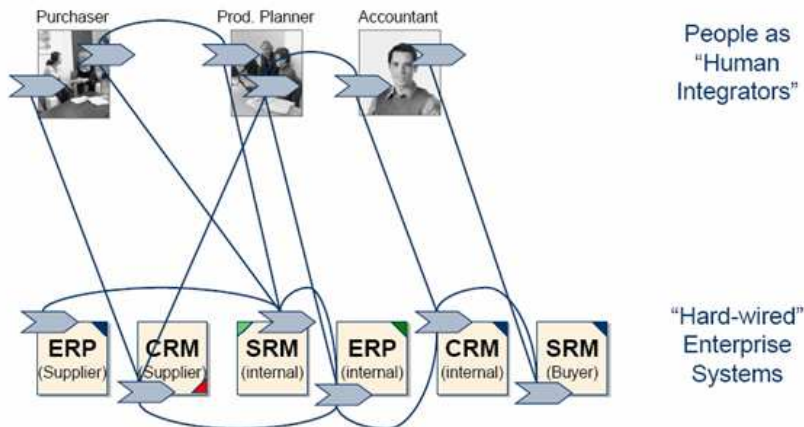 Purchaser
Prod. Planner
Accountant
People as
“Human
Integrators”
ERP
(Supplier)
CRM
(Supplier)
SRM
(internal)
ERP
(internal)
CRM
(internal)
SRM
(Buyer)
“Hard-wired”
Enterprise
Systems